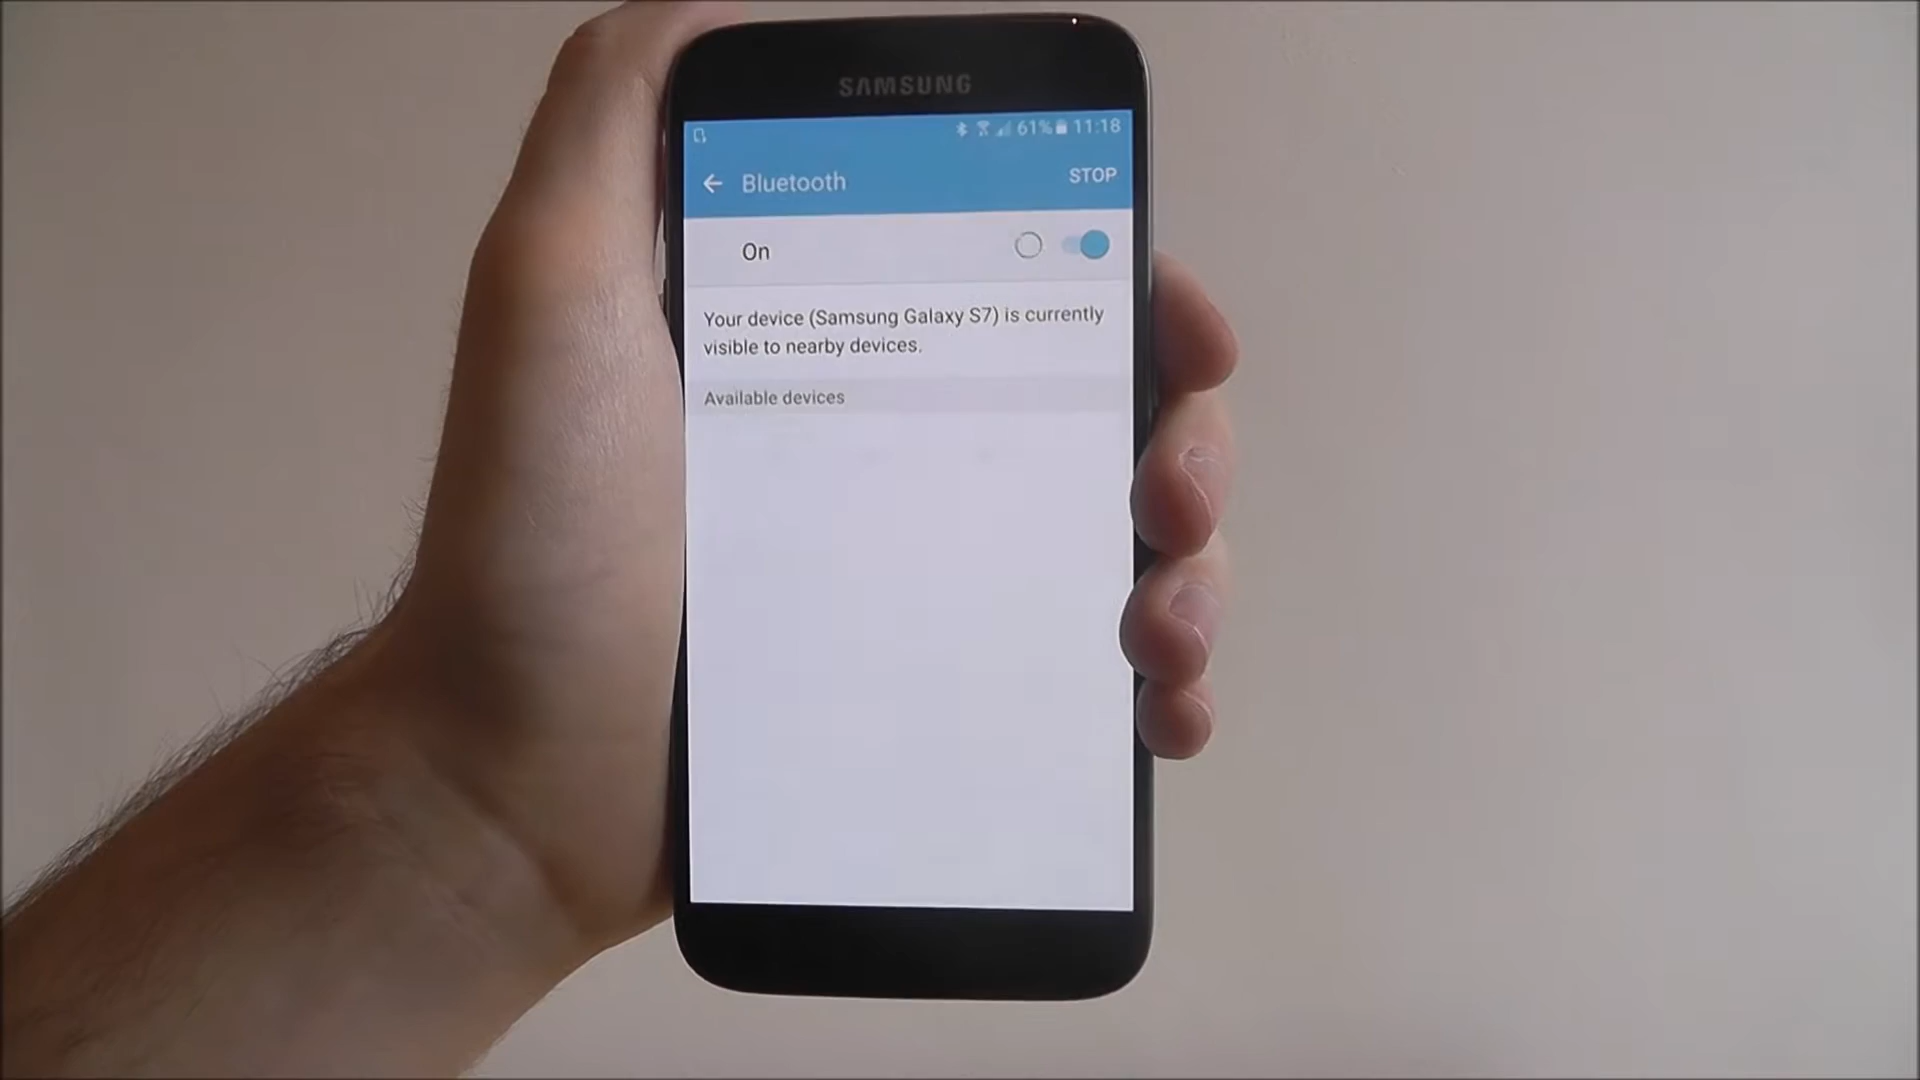 SAMSUNG
61% 11:18
Bluetooth STOP
On
Your device (Samsung Galaxy S7) is currently
visible to nearby devices.
Available devices